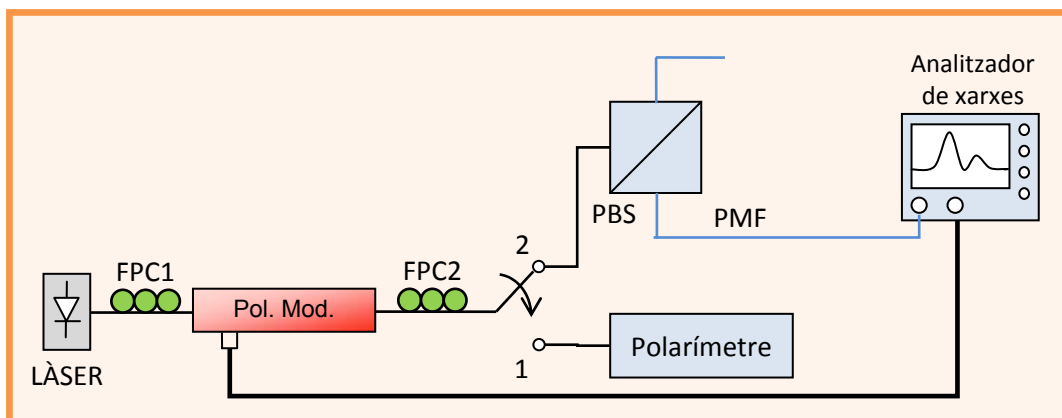 Analitzador
de xarxes
PBS
PMF
2
FPC1
FPC2
Pol. Mod.
1
Polarímetre
LÀSER